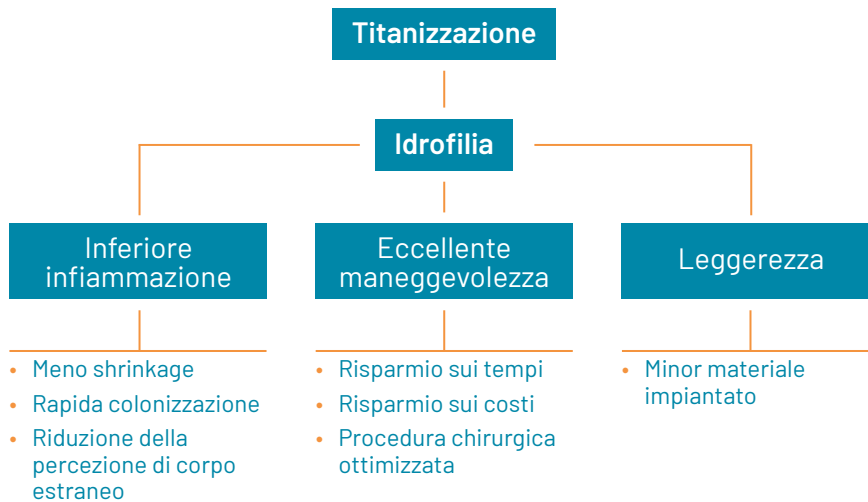 Titanizzazione
Idrofilia
Inferiore
infiammazione
Eccellente
maneggevolezza
Leggerezza
• Meno shrinkage
• Rapida colonizzazione
• Riduzione della
percezione di corpo
estraneo
• Risparmio sui tempi
• Risparmio sui costi
• Procedura chirurgica
ottimizzata
• Minor materiale
impiantato